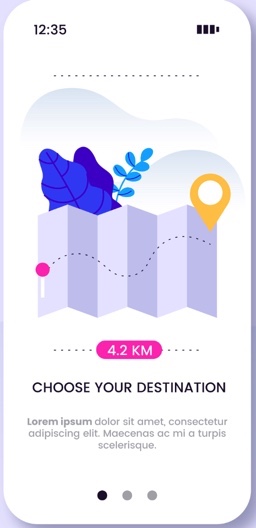 12:35
4.2 KM
CHOOSE YOUR DESTINATION
Lorem ipsum dolor sit amet, consectetur
adipiscing elit. Maecenas ac mi a turpis
scelerisque.